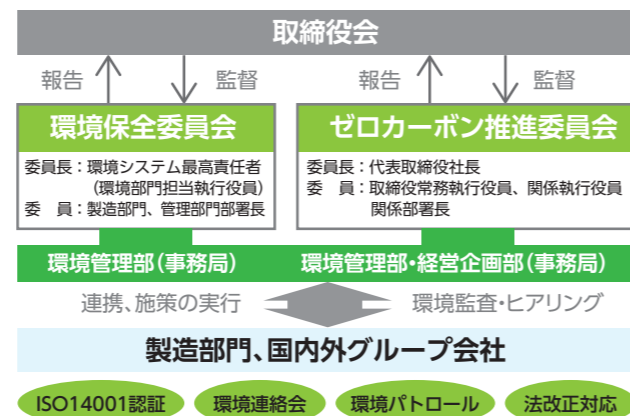 取締役会
報告 監督 報告 監督
環境保全委員会
委員長：環境システム最高責任者
（環境部門担当執行役員）
委　員：製造部門、管理部門部署長
ゼロカーボン推進委員会
委員長：代表取締役社長
委　員：取締役常務執行役員、関係執行役員
関係部署長
環境管理部（事務局）
環境管理部・経営企画部（事務局）
連携、施策の実行 環境監査・ヒアリング
製造部門、国内外グループ会社
ISO14001認証 環境連絡会 環境パトロール 法改正対応